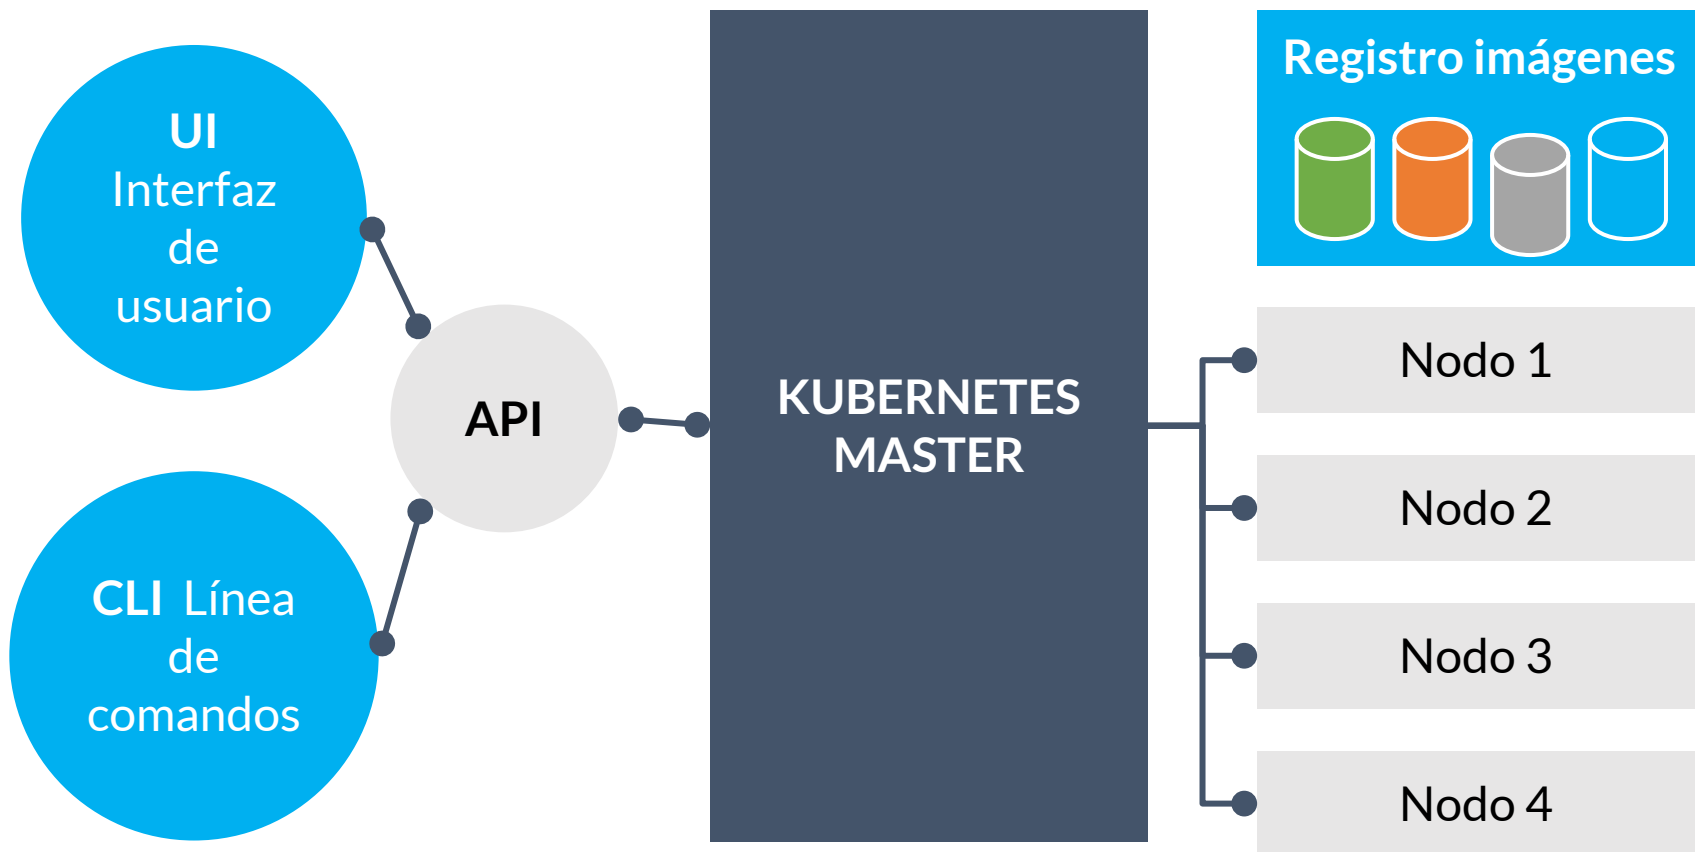 UI
Interfaz
de
usuario
CLI Línea
de
comandos
API
KUBERNETES
MASTER
Registro imágenes
Nodo 1
Nodo 2
Nodo 3
Nodo 4